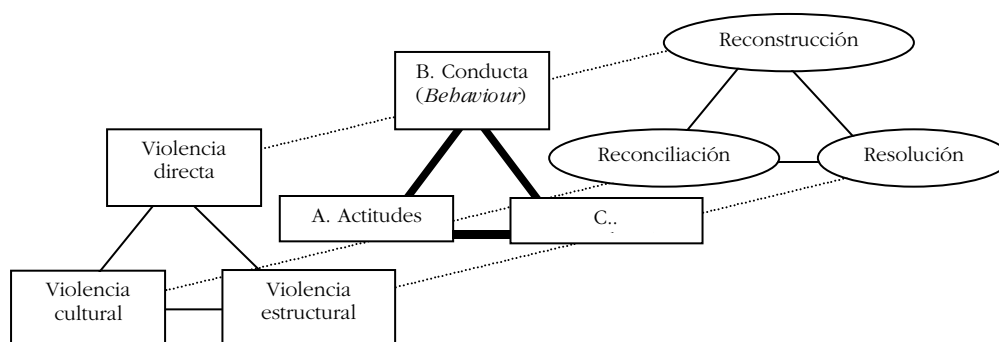 Reconstrucción
B. Conducta
(Behaviour)
Violencia
directa
Reconciliación
Resolución
A. Actitudes
C..
Violencia
cultural
Violencia
estructural